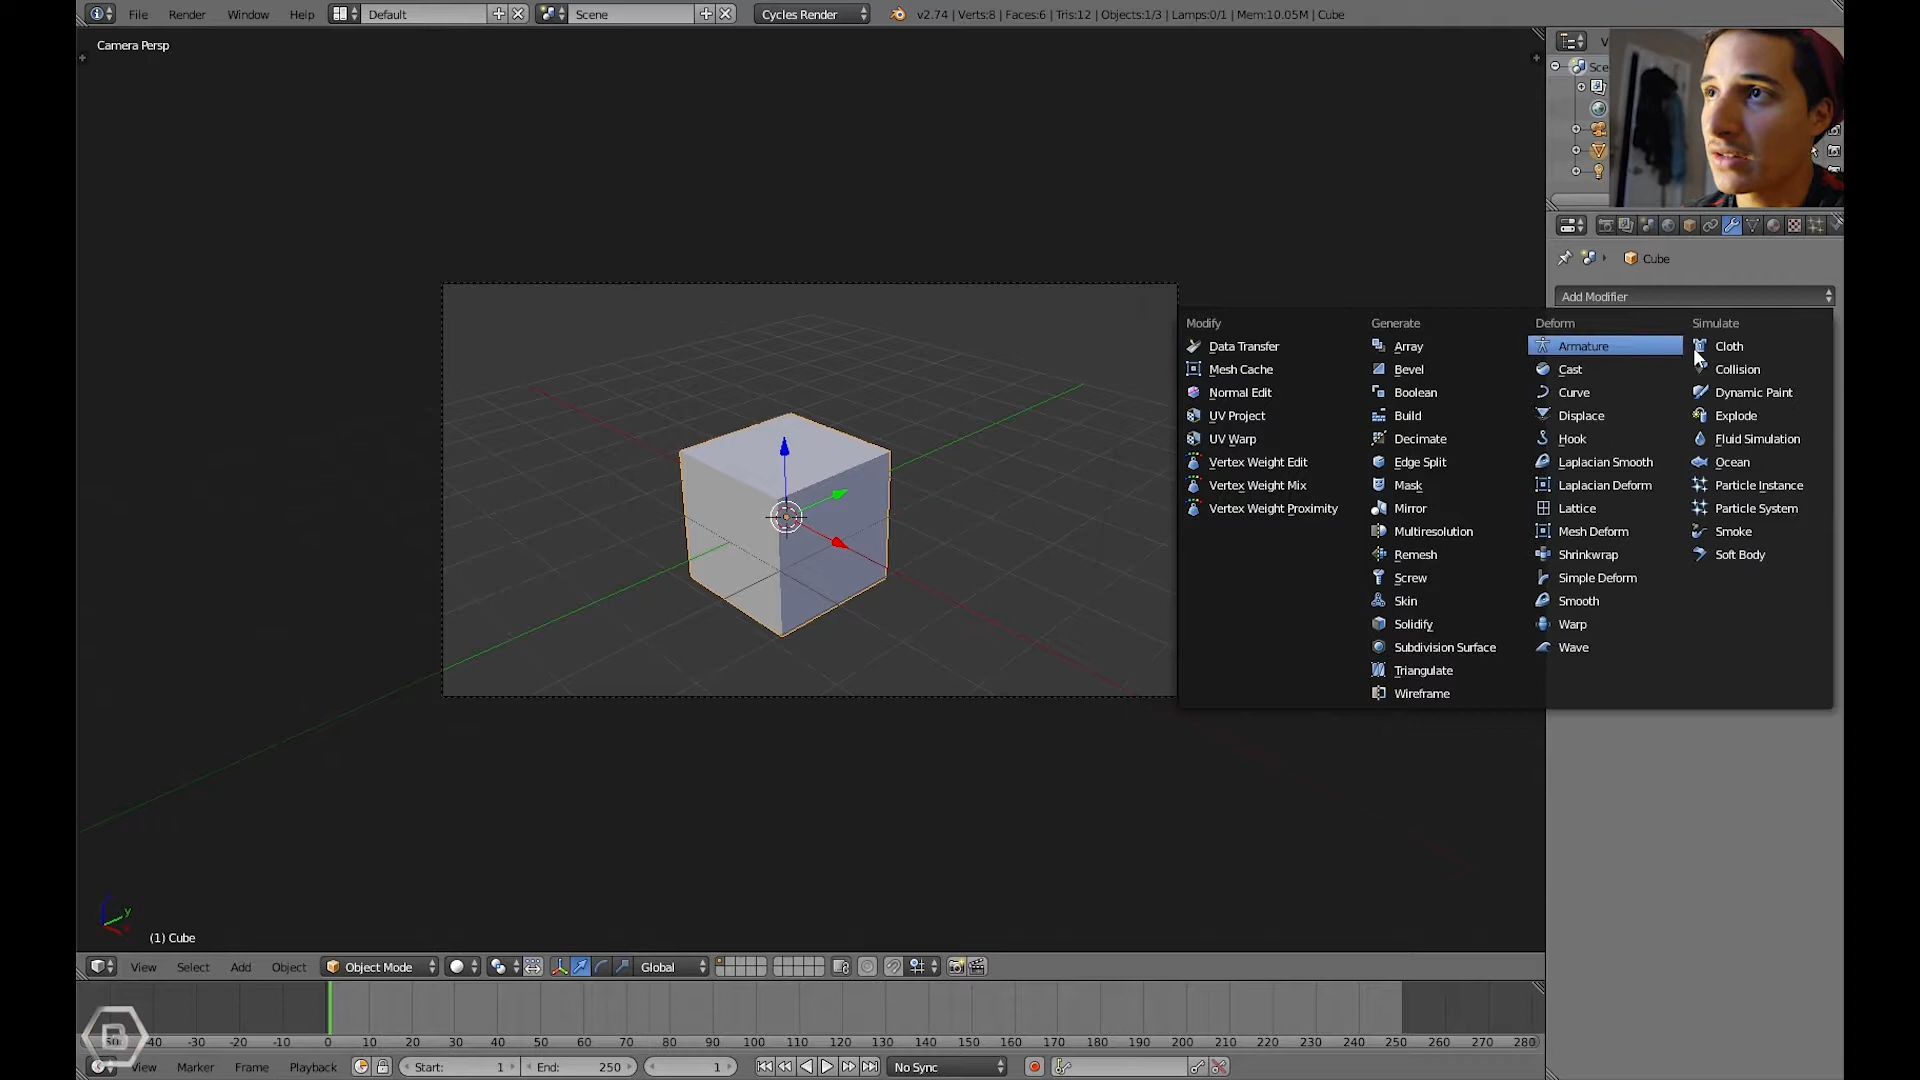 File Render Window Help Default Scene Cycles Render v2.74 | Verts:8 | Faces:6 | Tris:12 | Objects:1/3 | Lamps:0/1 | Mem:10.05M | Cube
Camera Persp
V
Sce
Cube
Add Modifier
Modify
Data Transfer
Mesh Cache
Normal Edit
UV Project
UV Warp
Vertex Weight Edit
Vertex Weight Mix
Vertex Weight Proximity
Generate
Array
Bevel
Boolean
Build
Decimate
Edge Split
Mask
Mirror
Multiresolution
Remesh
Screw
Skin
Solidify
Subdivision Surface
Triangulate
Wireframe
Deform
Armature
Cast
Curve
Displace
Hook
Laplacian Smooth
Laplacian Deform
Lattice
Mesh Deform
Shrinkwrap
Simple Deform
Smooth
Warp
Wave
Simulate
Cloth
Collision
Dynamic Paint
Explode
Fluid Simulation
Ocean
Particle Instance
Particle System
Smoke
Soft Body
y
(1) Cube
View Select Add Object Object Mode Global
-40 -30 -20 -10 0 10 20 30 40 50 60 70 80 90 100 110 120 130 140 150 160 170 180 190 200 210 220 230 240 250 260 270 280
B
View Marker Frame Playback Start: 1 End: 250 1 No Sync